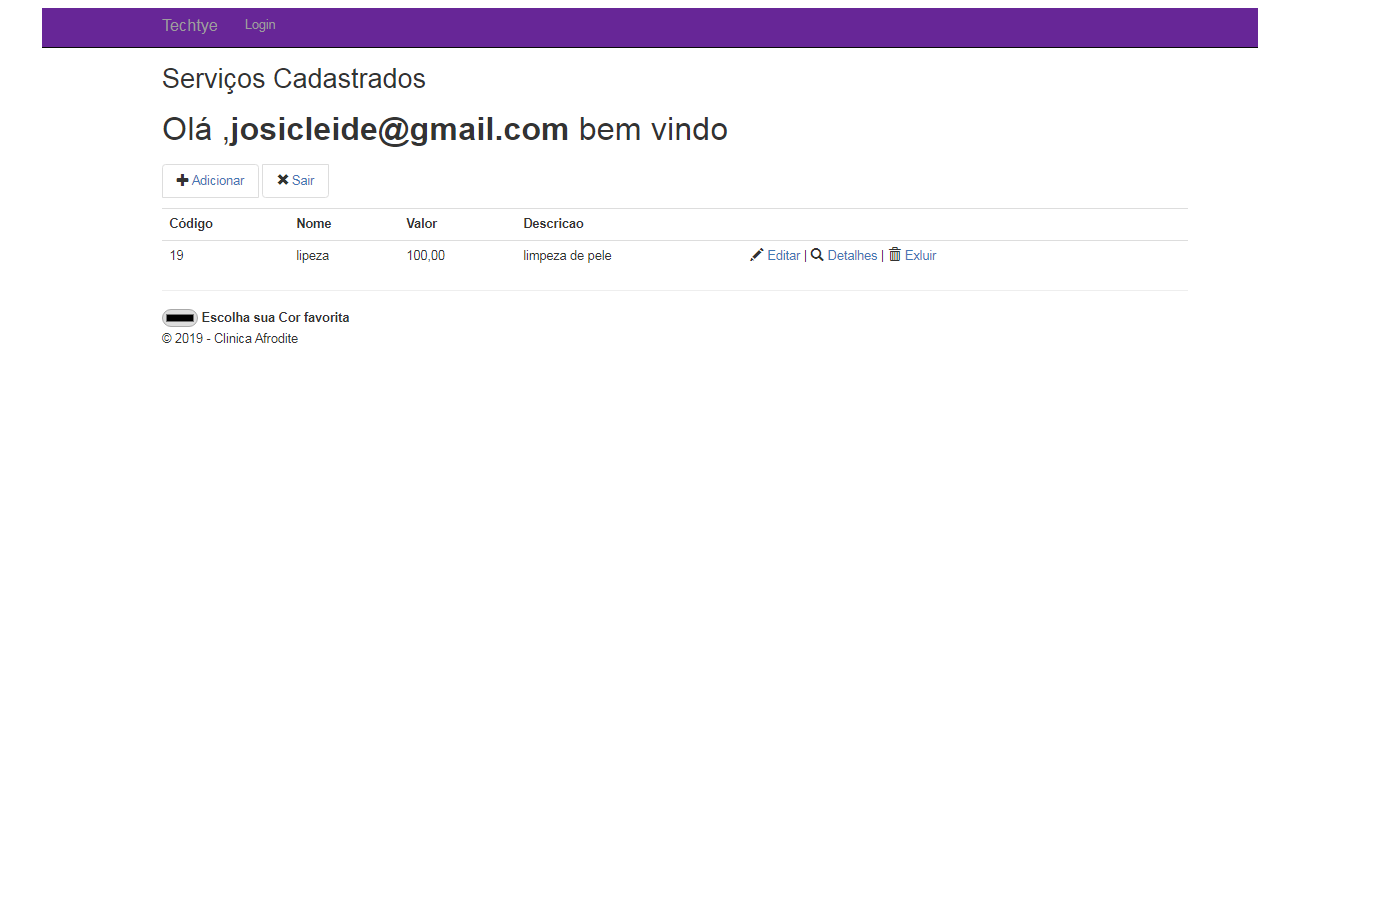 Techtye Login
Serviços Cadastrados
Olá ,josicleide@gmail.com bem vindo
Adicionar Sair
Código Nome Valor Descricao
19 lipeza 100,00 limpeza de pele Editar | Detalhes | Exluir
Escolha sua Cor favorita
© 2019 - Clinica Afrodite